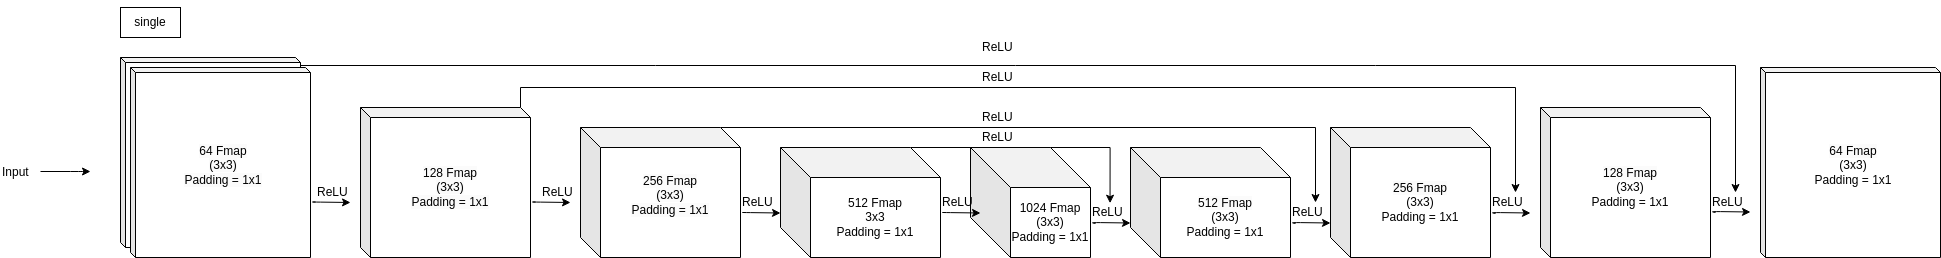 single
ReLU
ReLU
ReLU
ReLU
Input
64 Fmap
(3x3)
Padding = 1x1
ReLU
128 Fmap
(3x3)
Padding = 1x1
ReLU
256 Fmap
(3x3)
Padding = 1x1
ReLU
512 Fmap
3x3
Padding = 1x1
ReLU
1024 Fmap
(3x3)
Padding = 1x1
ReLU
512 Fmap
(3x3)
Padding = 1x1
ReLU
256 Fmap
(3x3)
Padding = 1x1
ReLU
128 Fmap
(3x3)
Padding = 1x1
ReLU
64 Fmap
(3x3)
Padding = 1x1